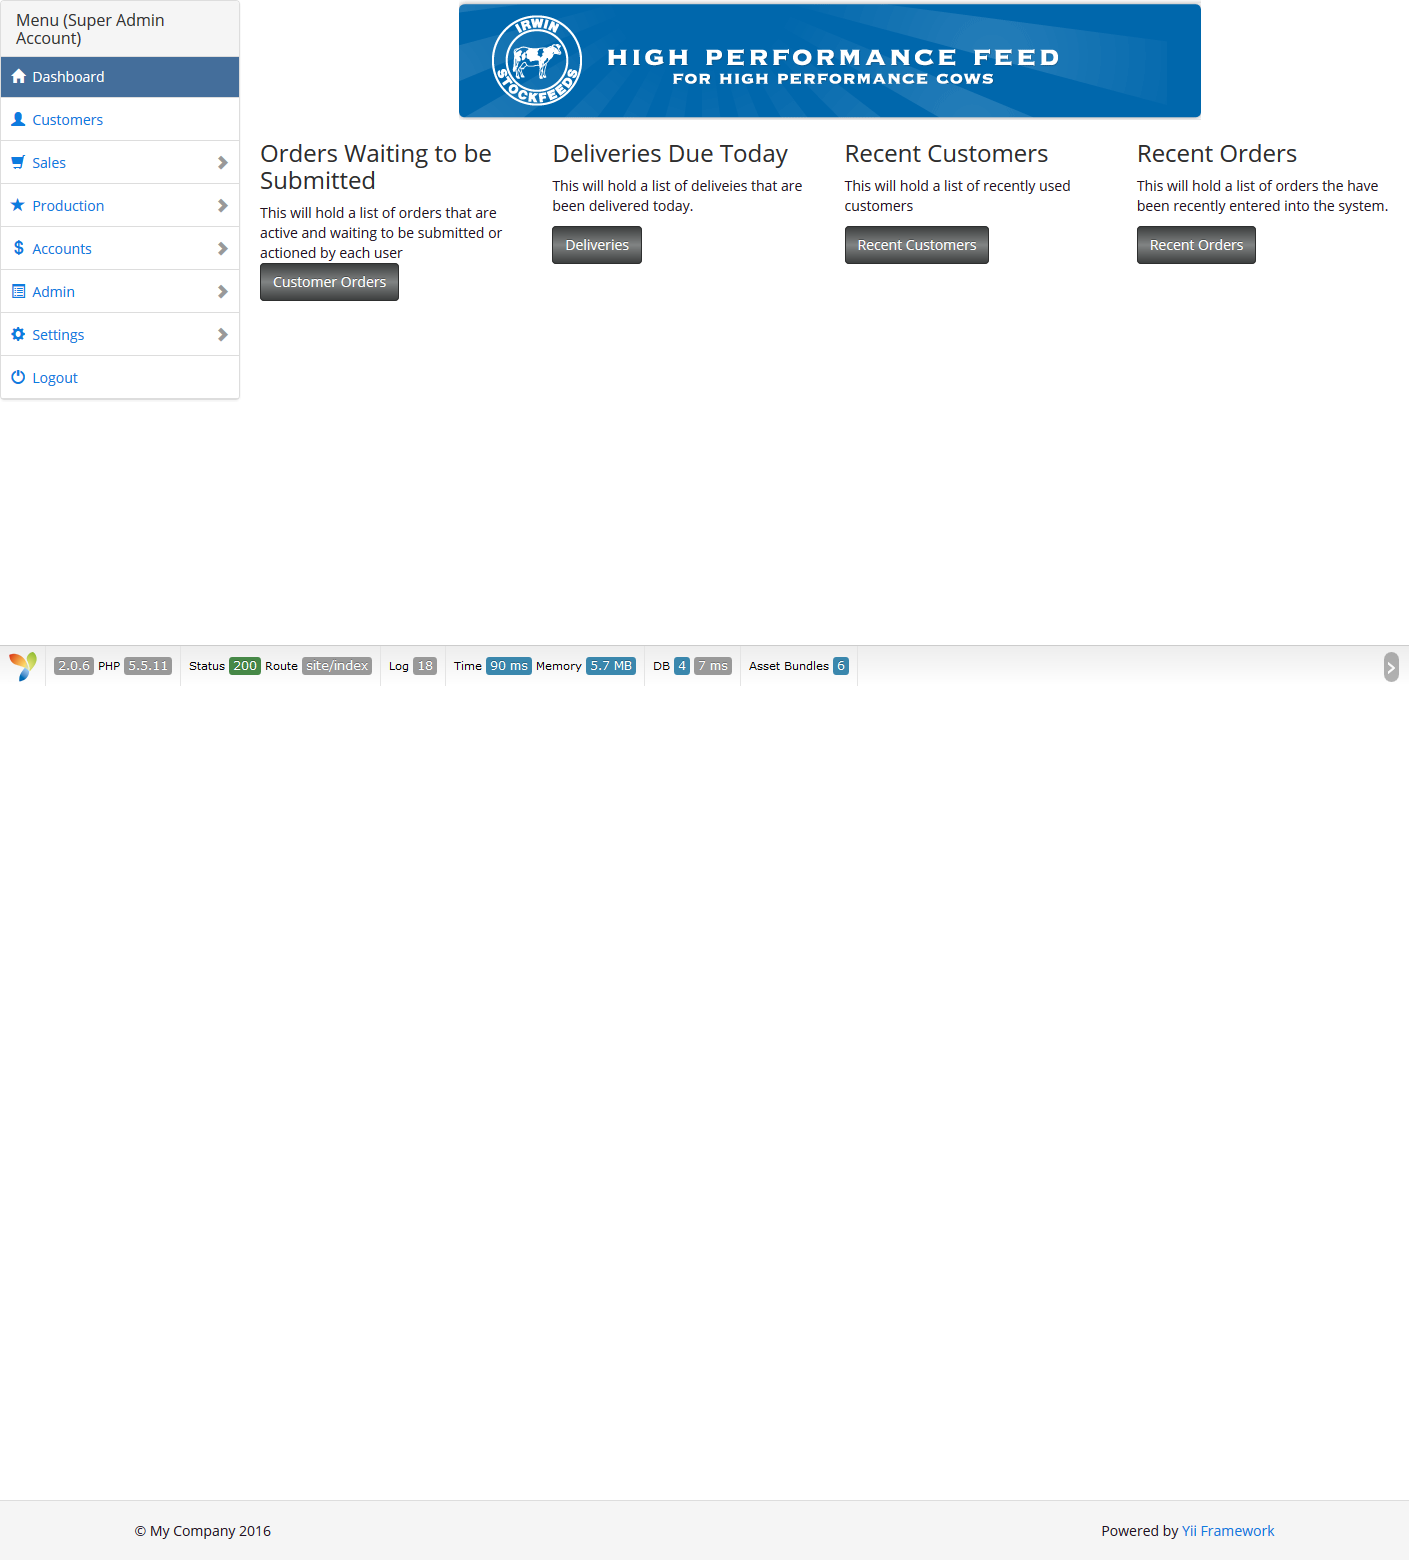 Menu (Super Admin
Account)
Dashboard
Customers
Sales
Production
Accounts
Admin
Settings
Logout
IRWIN
STOCKFEEDS
HIGH PERFORMANCE FEED
FOR HIGH PERFORMANCE COWS
Orders Waiting to be
Submitted
This will hold a list of orders that are
active and waiting to be submitted or
actioned by each user
Customer Orders
Deliveries Due Today
This will hold a list of deliveies that are
been delivered today.
Deliveries
Recent Customers
This will hold a list of recently used
customers
Recent Customers
Recent Orders
This will hold a list of orders the have
been recently entered into the system.
Recent Orders
2.0.6 PHP 5.5.11 Status 200 Route site/index Log 18 Time 90 ms Memory 5.7 MB DB 4 7 ms Asset Bundles 6
© My Company 2016
Powered by Yii Framework